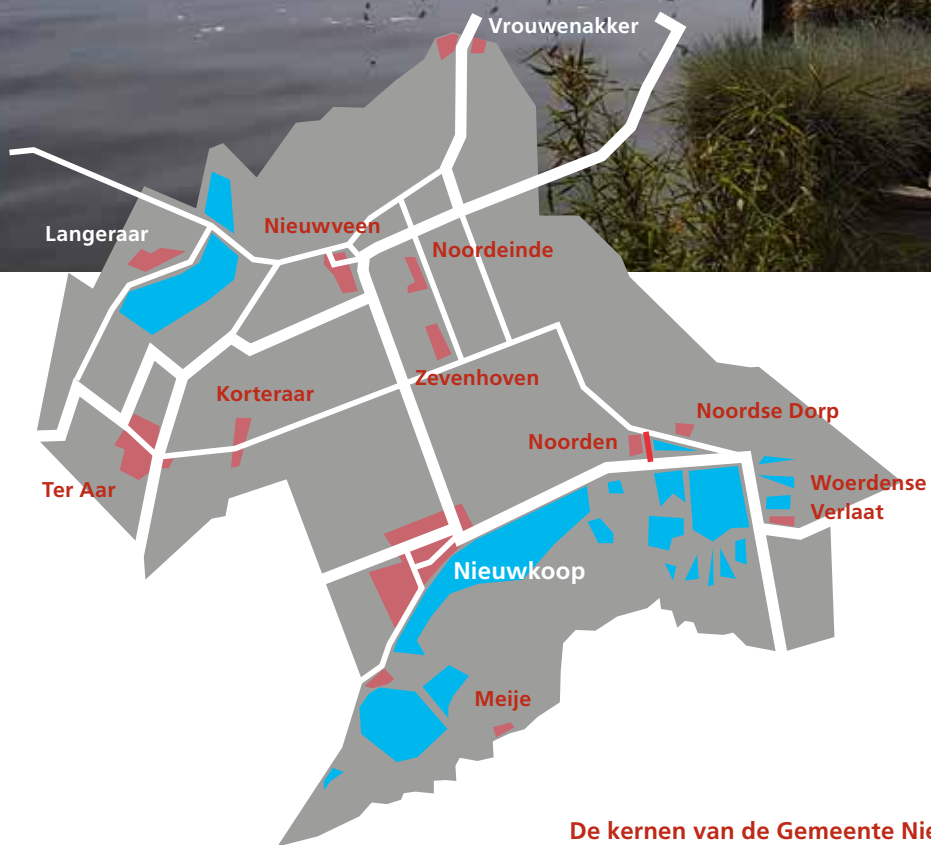 Vrouwenakker
Langeraar
Nieuwveen
Noordeinde
Zevenhoven
Korteraar
Noordse Dorp
Noorden
Ter Aar
Woerdense
Verlaat
Nieuwkoop
Meije
De kernen van de Gemeente Nie